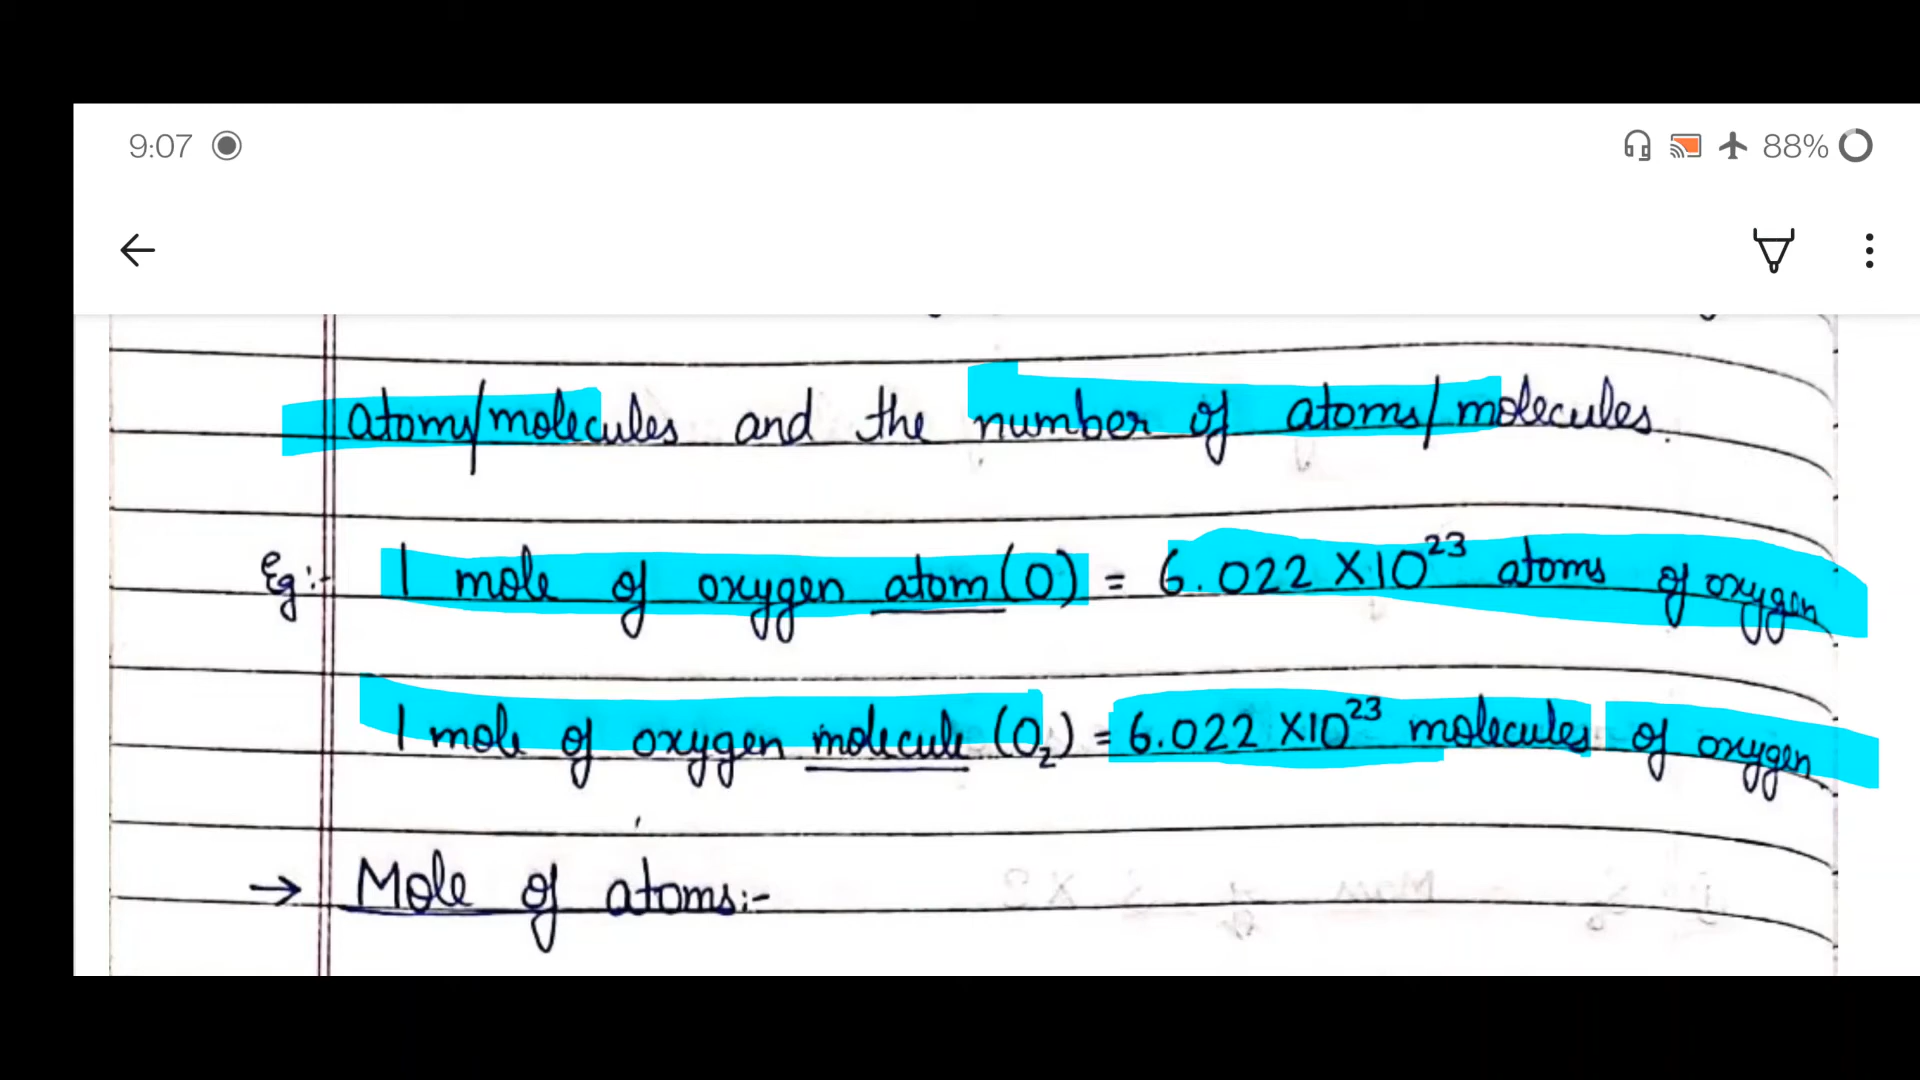 9:07 88%
atoms/molecules and the number of atoms/molecules.
Eg:- 1 mole of oxygen atom (O) = 6.022 X10²³ atoms of oxygen
1 mole of oxygen molecule (O₂) = 6.022 X10²³ molecules of oxygen
→ Mole of atoms:-